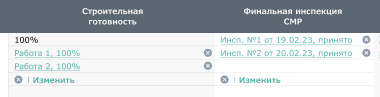 Строительная готовность
Финальная инспекция СМР
100%
Инсп. №1 от 19.02.23, принято
Работа 1, 100%
Инсп. №2 от 20.02.23, принято
Работа 2, 100%
| Изменить
| Изменить